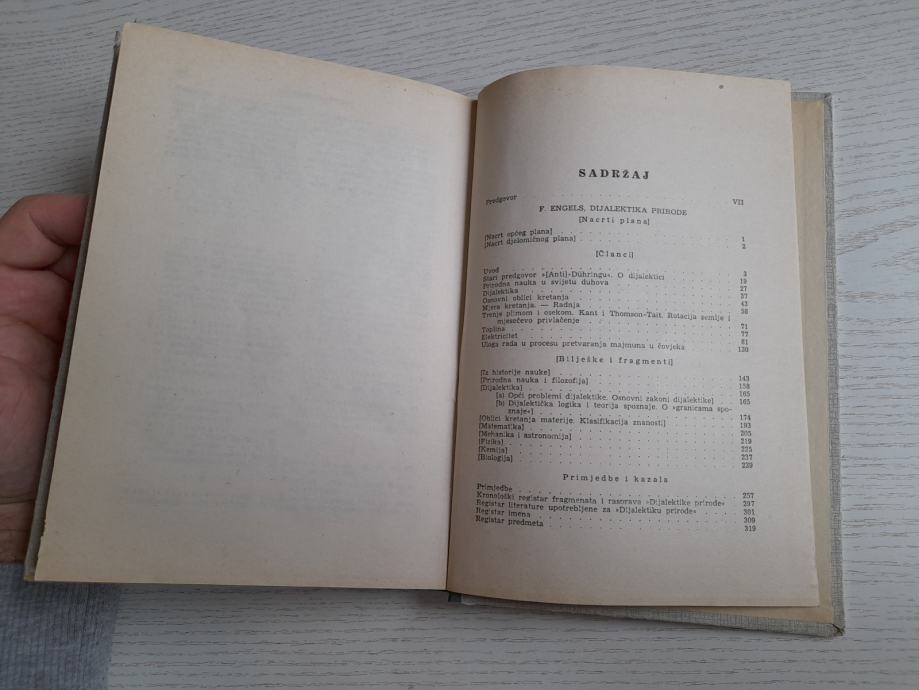 SADRŽAJ
Predgovor . . . . . . . . . . VII
F. ENGELS, DIJALEKTIKA PRIRODE
[Nacrti plana]
[Nacrt općeg plana] . . . . . . . . . . 1
[Nacrt djelomičnog plana] . . . . . . . . . . 2
[Članci]
Uvod . . . . . . . . . . 3
Stari predgovor »[Anti]-Dühringu«. O dijalektici . . . . . . . . . . 19
Prirodna nauka u svijetu duhova . . . . . . . . . . 27
Dijalektika . . . . . . . . . . 37
Osnovni oblici kretanja . . . . . . . . . . 43
Mjera kretanja. — Radnja . . . . . . . . . . 58
Trenje plimom i osekom. Kant i Thomson-Tait. Rotacija zemlje i
mjesečevo privlačenje . . . . . . . . . . 71
Toplina . . . . . . . . . . 77
Elektricitet . . . . . . . . . . 81
Uloga rada u procesu pretvaranja majmuna u čovjeka . . . . . . . . . . 130
[Bilješke i fragmenti]
[Iz historije nauke] . . . . . . . . . . 143
[Prirodna nauka i filozofija] . . . . . . . . . . 158
[Dijalektika] . . . . . . . . . . 165
[a) Opći problemi dijalektike. Osnovni zakoni dijalektike] 165
[b) Dijalektička logika i teorija spoznaje. O »granicama spo-
znaje«] . . . . . . . . . . 174
[Oblici kretanja materije. Klasifikacija znanosti] . . . . . . . . . . 193
[Matematika] . . . . . . . . . . 205
[Mehanika i astronomija] . . . . . . . . . . 219
[Fizika] . . . . . . . . . . 225
[Kemija] . . . . . . . . . . 237
[Biologija] . . . . . . . . . . 239
Primjedbe i kazala
Primjedbe . . . . . . . . . . 257
Kronološki registar fragmenata i rasprava »Dijalektike prirode« . . 297
Registar literature upotrebljene za »Dijalektiku prirode« . . . . 301
Registar imena . . . . . . . . . . 309
Registar predmeta . . . . . . . . . . 319